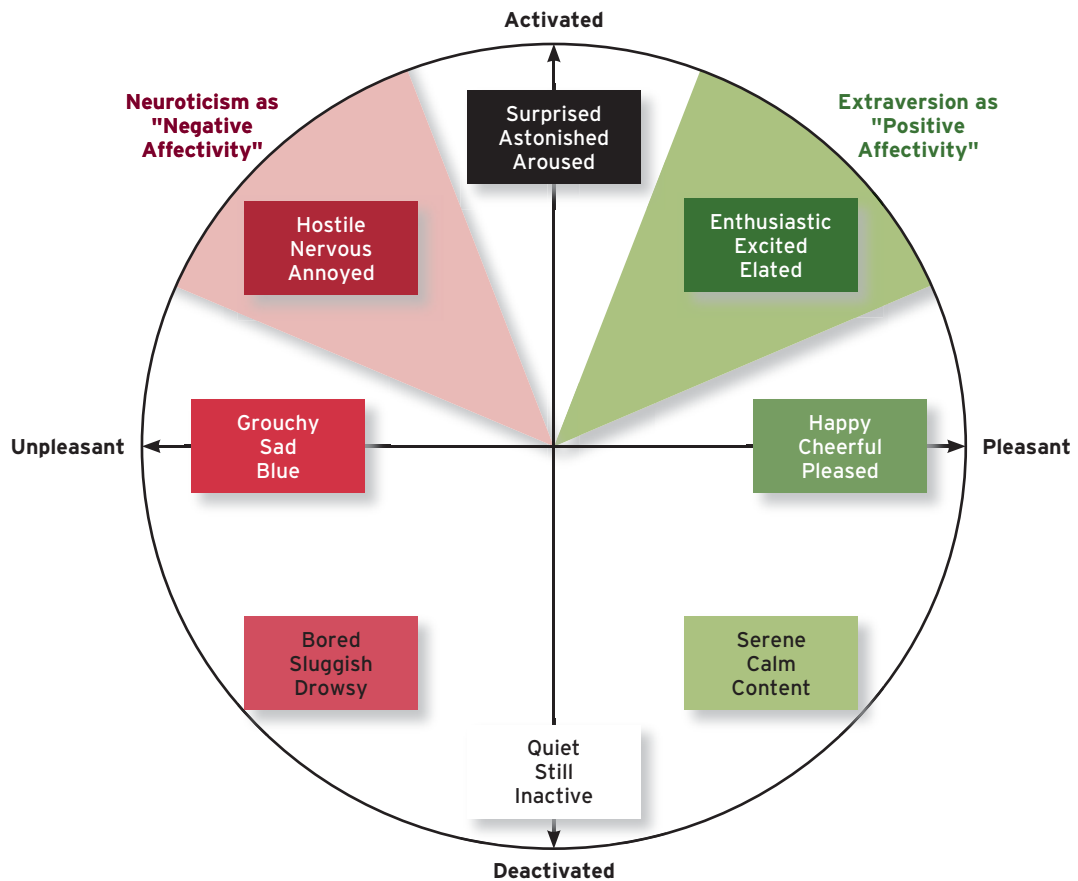 Activated
Neuroticism as
"Negative
Affectivity"
Surprised
Astonished
Aroused
Extraversion as
"Positive
Affectivity"
Hostile
Nervous
Annoyed
Enthusiastic
Excited
Elated
Unpleasant
Grouchy
Sad
Blue
Happy
Cheerful
Pleased
Pleasant
Bored
Sluggish
Drowsy
Serene
Calm
Content
Quiet
Still
Inactive
Deactivated